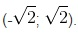 (-√2; √2).